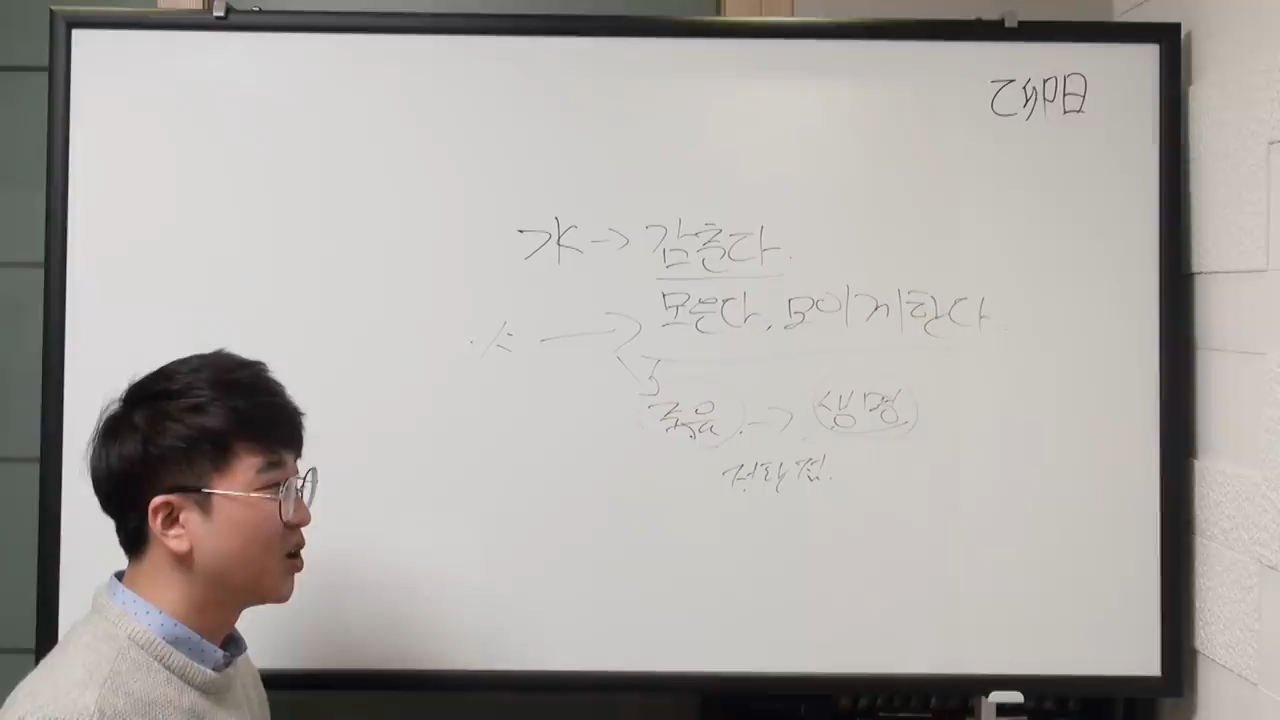 乙卯日
水 → 감춘다.
모은다, 모이게한다
죽음 → 생명
전환점.